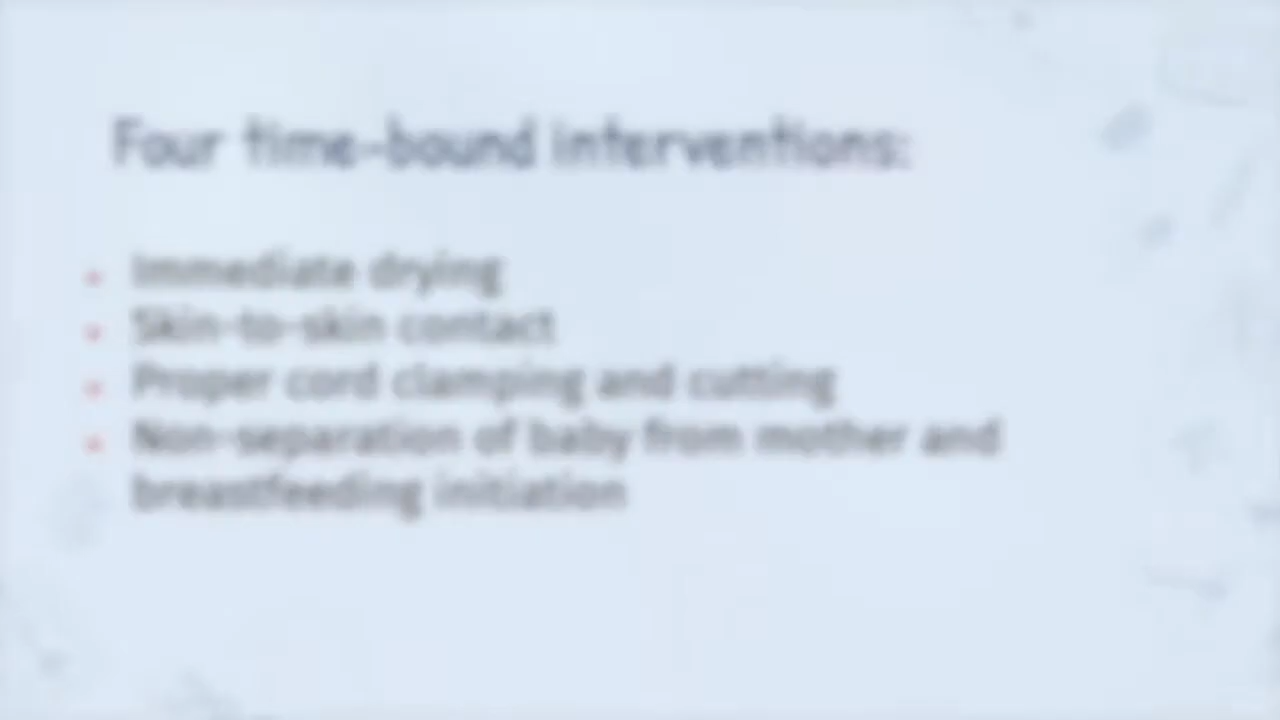 Four time-bound interventions:
Immediate drying
Skin-to-skin contact
Proper cord clamping and cutting
Non-separation of baby from mother and
breastfeeding initiation